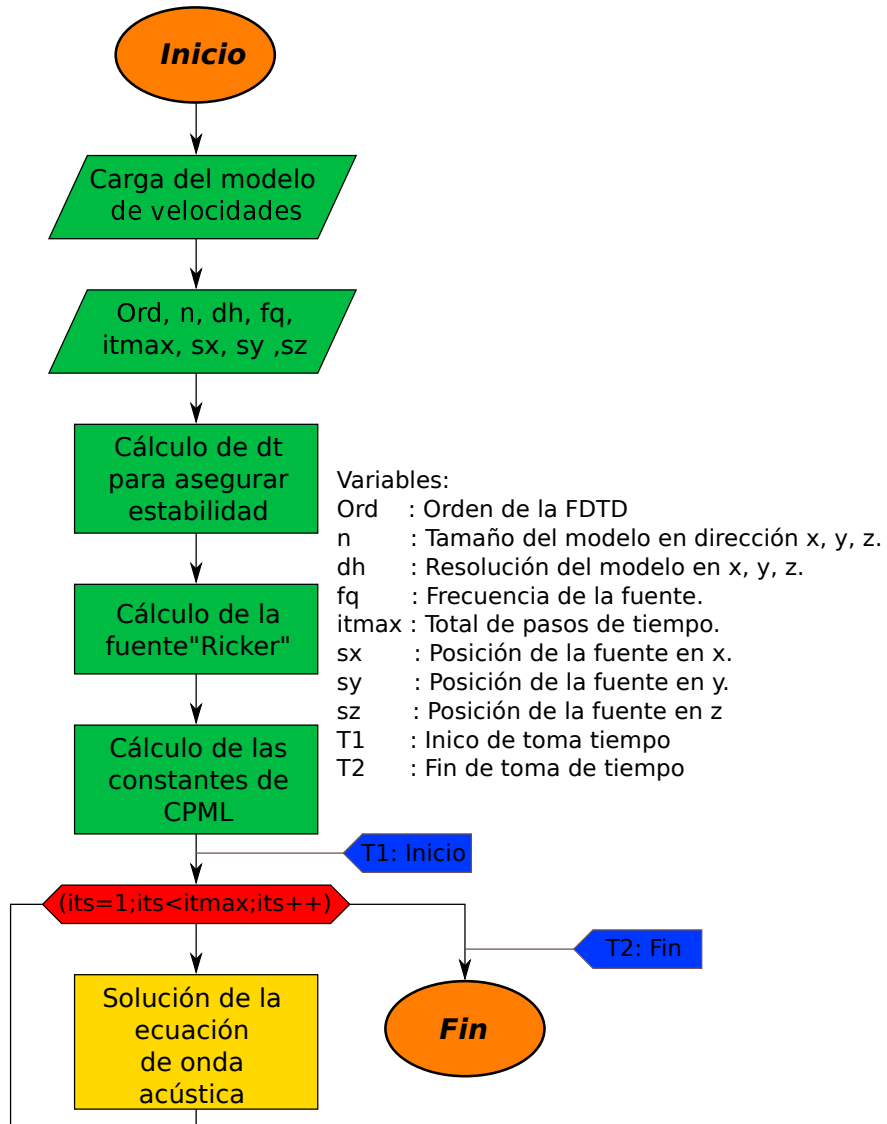 Inicio
Carga del modelo
de velocidades
Ord, n, dh, fq,
itmax, sx, sy ,sz
Cálculo de dt
para asegurar
estabilidad
Cálculo de la
fuente"Ricker"
Cálculo de las
constantes de
CPML
Variables:
Ord : Orden de la FDTD
n : Tamaño del modelo en dirección x, y, z.
dh : Resolución del modelo en x, y, z.
fq : Frecuencia de la fuente.
itmax : Total de pasos de tiempo.
sx : Posición de la fuente en x.
sy : Posición de la fuente en y.
sz : Posición de la fuente en z
T1 : Inico de toma tiempo
T2 : Fin de toma de tiempo
T1: Inicio
(its=1;its<itmax;its++)
T2: Fin
Solución de la
ecuación
de onda
acústica
Fin